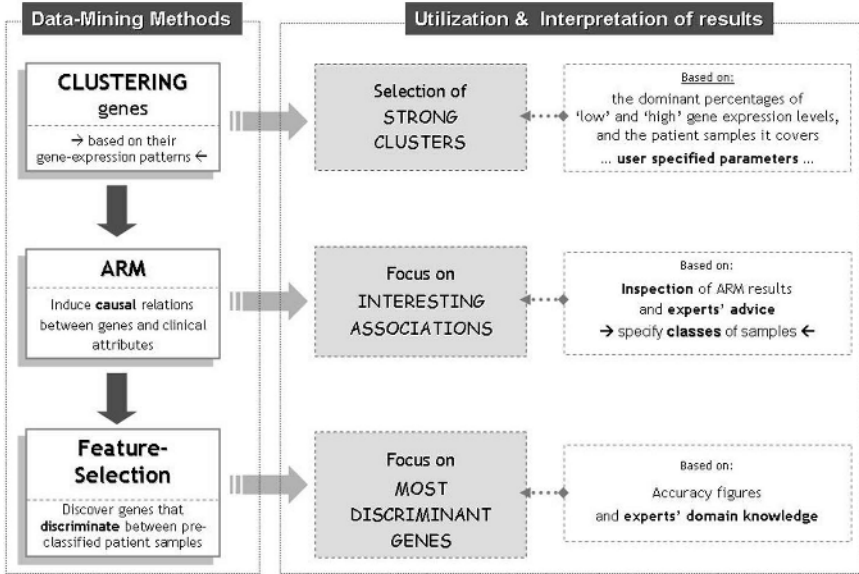 Data-Mining Methods
Utilization & Interpretation of results
CLUSTERING
genes
→ based on their
gene-expression patterns ←
Selection of
STRONG
CLUSTERS
Based on:
the dominant percentages of
'low' and 'high' gene expression levels,
and the patient samples it covers
... user specified parameters ...
ARM
Induce causal relations
between genes and clinical
attributes
Focus on
INTERESTING
ASSOCIATIONS
Based on:
Inspection of ARM results
and experts' advice
→ specify classes of samples ←
Feature-
Selection
Discover genes that
discriminate between pre-
classified patient samples
Focus on
MOST
DISCRIMINANT
GENES
Based on:
Accuracy figures
and experts' domain knowledge